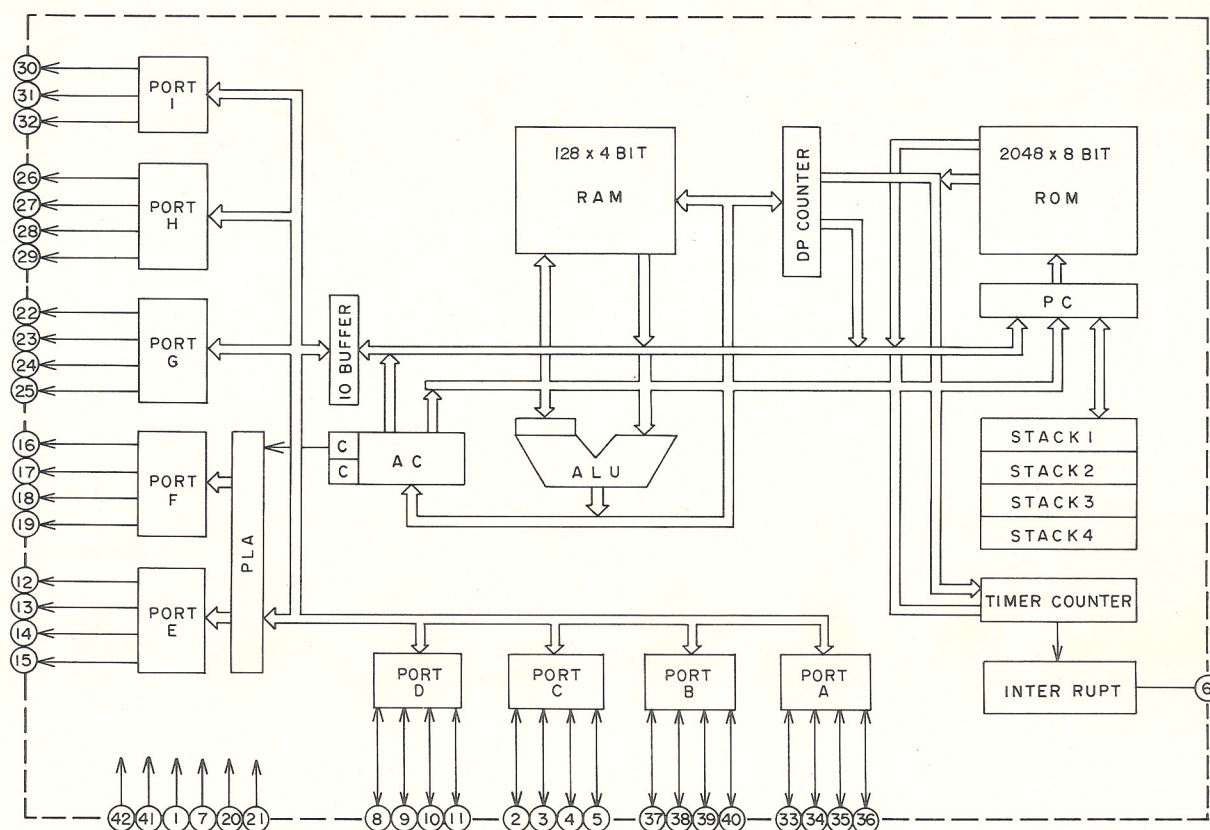 30
31
32
PORT
I
26
27
28
29
PORT
H
22
23
24
25
PORT
G
16
17
18
19
PORT
F
12
13
14
15
PORT
E
PLA
IO BUFFER
C
C
AC
128 x 4 BIT
RAM
ALU
DP COUNTER
2048 x 8 BIT
ROM
PC
STACK 1
STACK 2
STACK 3
STACK 4
TIMER COUNTER
INTER RUPT
6
PORT
D
PORT
C
PORT
B
PORT
A
42 41 1 7 20 21
8 9 10 11
2 3 4 5
37 38 39 40
33 34 35 36